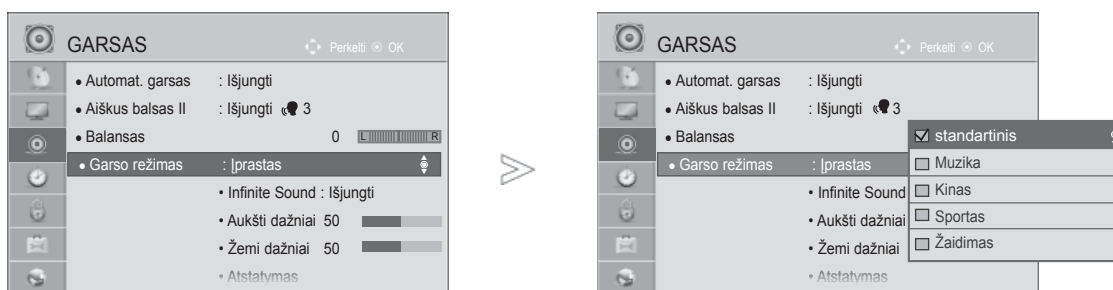 GARSAS
Perkelti OK
• Automat. garsas : Išjungti
• Aiškus balsas II : Išjungti 3
• Balansas 0 L R
• Garso režimas : Įprastas
• Infinite Sound : Išjungti
• Aukšti dažniai 50
• Žemi dažniai 50
• Atstatymas
>
GARSAS
Perkelti OK
• Automat. garsas : Išjungti
• Aiškus balsas II : Išjungti 3
• Balansas
• Garso režimas : Įprastas
• Infinite Sound
• Aukšti dažniai
• Žemi dažniai
• Atstatymas
standartinis
Muzika
Kinas
Sportas
Žaidimas